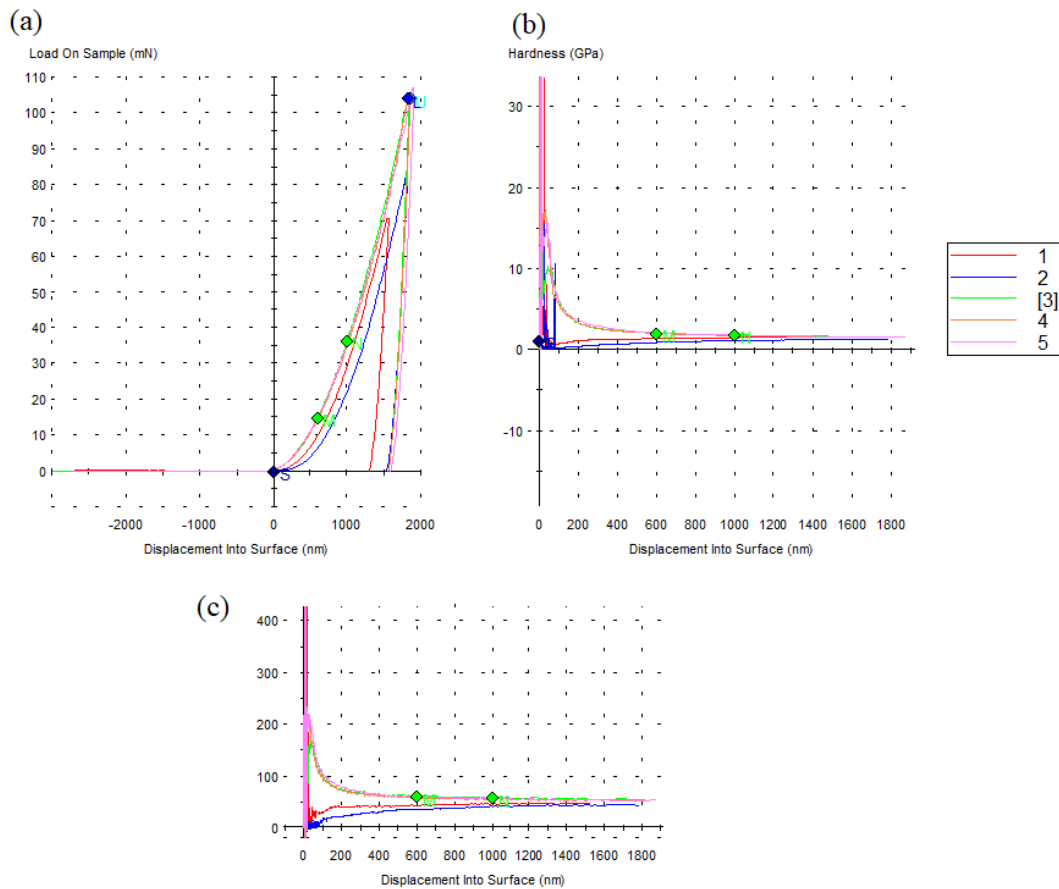 (a)
Load On Sample (mN)
110
100
90
80
70
60
50
40
30
20
10
0
U
N
M
S
-2000 -1000 0 1000 2000
Displacement Into Surface (nm)
(b)
Hardness (GPa)
30
20
10
0
-10
M N
0 200 400 600 800 1000 1200 1400 1600 1800
Displacement Into Surface (nm)
1
2
[3]
4
5
(c)
400
300
200
100
0
M N
0 200 400 600 800 1000 1200 1400 1600 1800
Displacement Into Surface (nm)